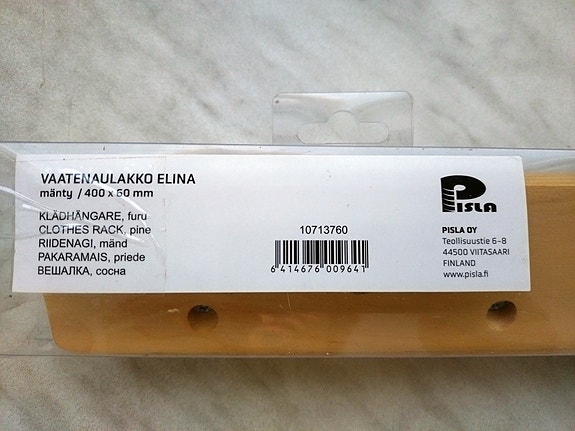 VAATENAULAKKO ELINA
mänty / 400 x 60 mm
KLÄDHÄNGARE, furu
CLOTHES RACK, pine
RIIDENAGI, mänd
PAKARAMAIS, priede
ВЕШАЛКА, сосна
10713760
6 414676 009641
PISLA
PISLA OY
Teollisuustie 6-8
44500 VIITASAARI
FINLAND
www.pisla.fi